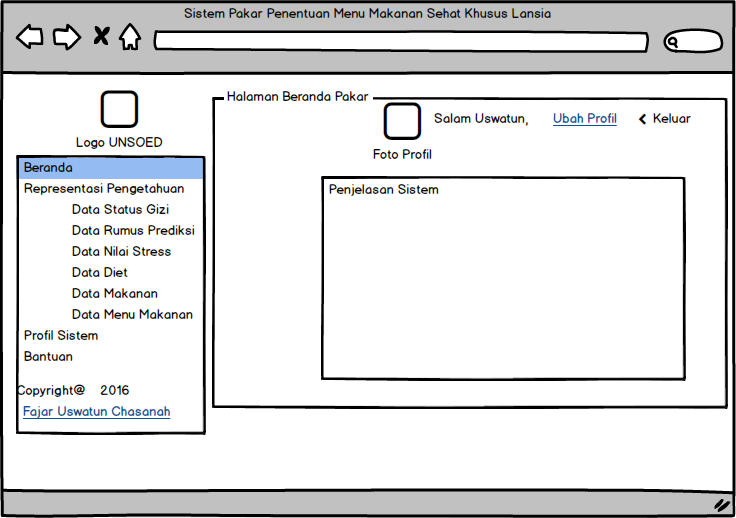 Sistem Pakar Penentuan Menu Makanan Sehat Khusus Lansia
Logo UNSOED
Beranda
Representasi Pengetahuan
Data Status Gizi
Data Rumus Prediksi
Data Nilai Stress
Data Diet
Data Makanan
Data Menu Makanan
Profil Sistem
Bantuan
Copyright@ 2016
Fajar Uswatun Chasanah
Halaman Beranda Pakar
Salam Uswatun, Ubah Profil Keluar
Foto Profil
Penjelasan Sistem